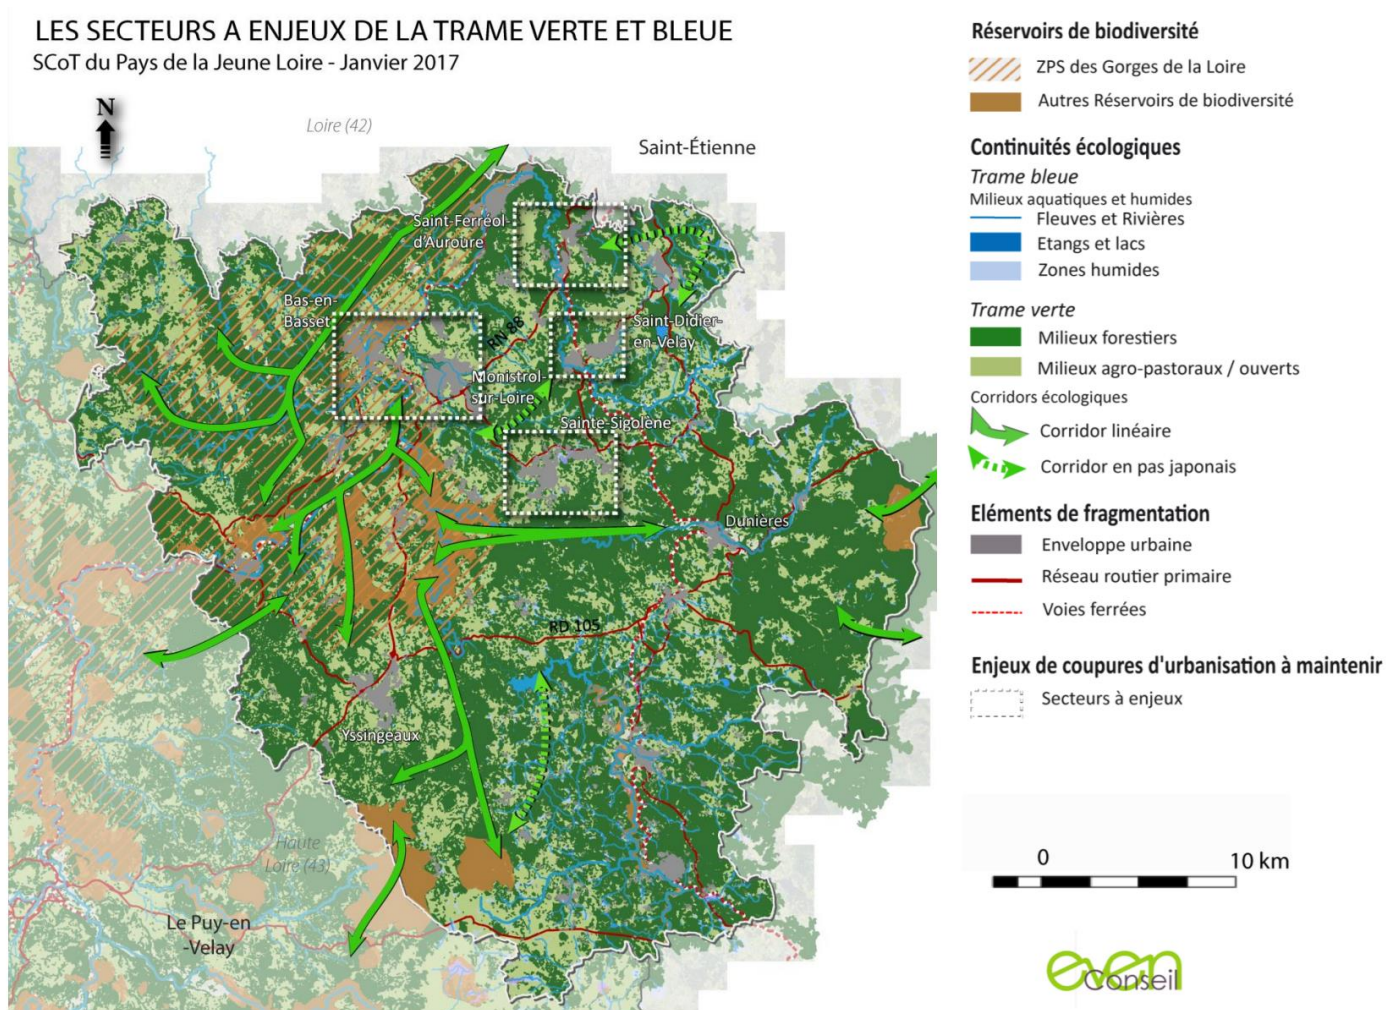 LES SECTEURS A ENJEUX DE LA TRAME VERTE ET BLEUE
SCoT du Pays de la Jeune Loire - Janvier 2017
N
Loire (42)
Saint-Étienne
Saint-Ferréol-
d'Auroure
Bas-en-
Basset
RN 88
Saint-Didier-
en-Velay
Monistrol-
sur-Loire
Sainte-Sigolène
Dunières
RD 105
Yssingeaux
Haute
Loire (43)
Le Puy-en
-Velay
Réservoirs de biodiversité
ZPS des Gorges de la Loire
Autres Réservoirs de biodiversité
Continuités écologiques
Trame bleue
Milieux aquatiques et humides
Fleuves et Rivières
Etangs et lacs
Zones humides
Trame verte
Milieux forestiers
Milieux agro-pastoraux / ouverts
Corridors écologiques
Corridor linéaire
Corridor en pas japonais
Eléments de fragmentation
Enveloppe urbaine
Réseau routier primaire
Voies ferrées
Enjeux de coupures d'urbanisation à maintenir
Secteurs à enjeux
0 10 km
even
Conseil